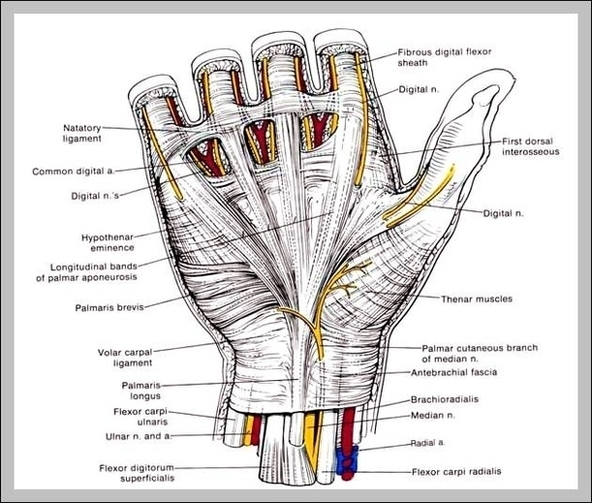 Fibrous digital flexor
sheath
Digital n.
First dorsal
interosseous
Digital n.
Thenar muscles
Palmar cutaneous branch
of median n.
Antebrachial fascia
Brachioradialis
Median n.
Radial a.
Flexor carpi radialis
Natatory
ligament
Common digital a.
Digital n.'s
Hypothenar
eminence
Longitudinal bands
of palmar aponeurosis
Palmaris brevis
Volar carpal
ligament
Palmaris
longus
Flexor carpi
ulnaris
Ulnar n. and a.
Flexor digitorum
superficialis